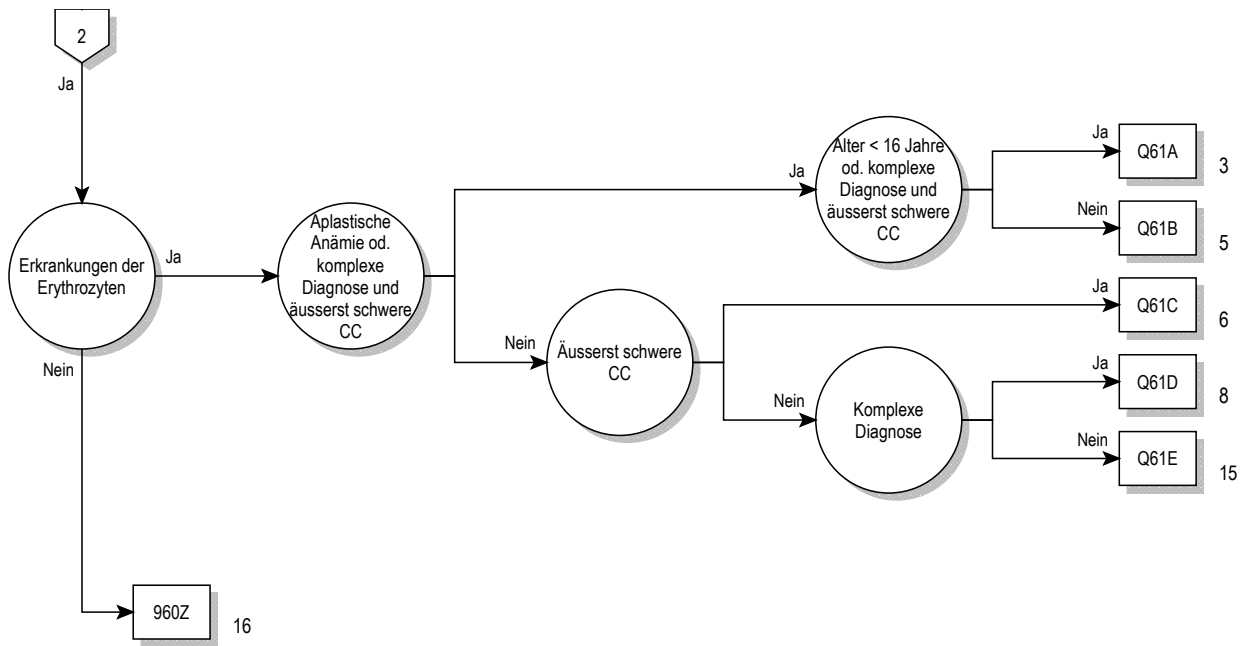 2
Ja
Erkrankungen der
Erythrozyten
Ja
Nein
960Z
16
Aplastische
Anämie od.
komplexe
Diagnose und
äusserst schwere
CC
Ja
Alter < 16 Jahre
od. komplexe
Diagnose und
äusserst schwere
CC
Ja
Q61A
3
Nein
Q61B
5
Nein
Äusserst schwere
CC
Ja
Q61C
6
Nein
Komplexe
Diagnose
Ja
Q61D
8
Nein
Q61E
15